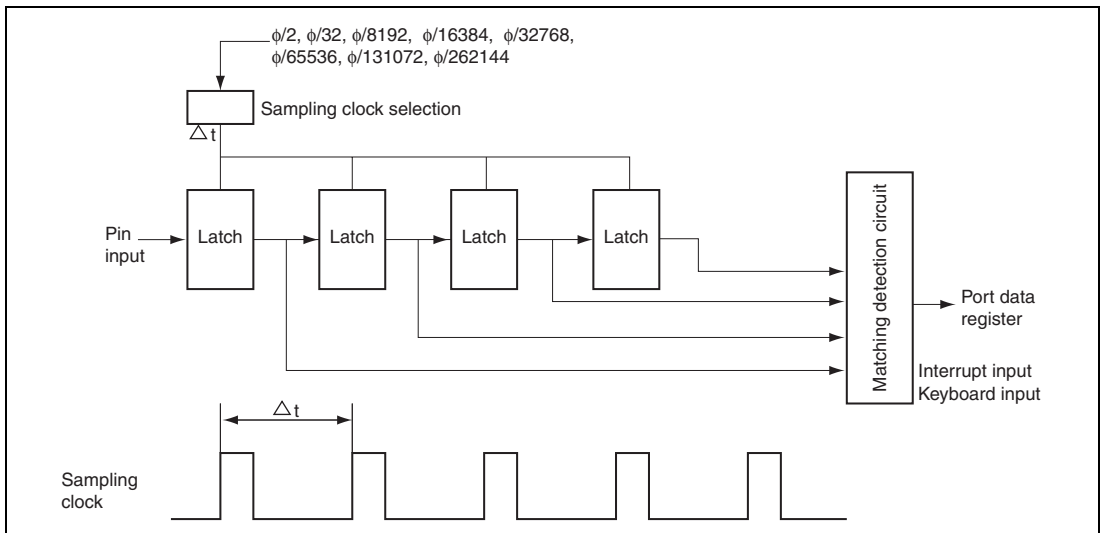 ϕ/2, ϕ/32, ϕ/8192, ϕ/16384, ϕ/32768,
ϕ/65536, ϕ/131072, ϕ/262144
Sampling clock selection
△t
Pin
input
Latch
Latch
Latch
Latch
Matching detection circuit
Port data
register
Interrupt input
Keyboard input
△t
Sampling
clock